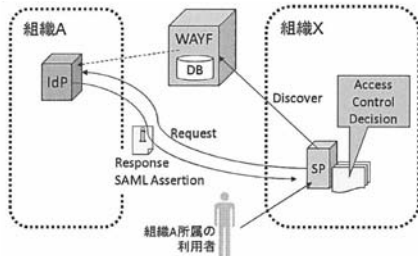 組織A
WAYF
DB
組織X
IdP
Discover
Access
Control
Decision
Request
Response
SAML Assertion
SP
組織A所属の
利用者